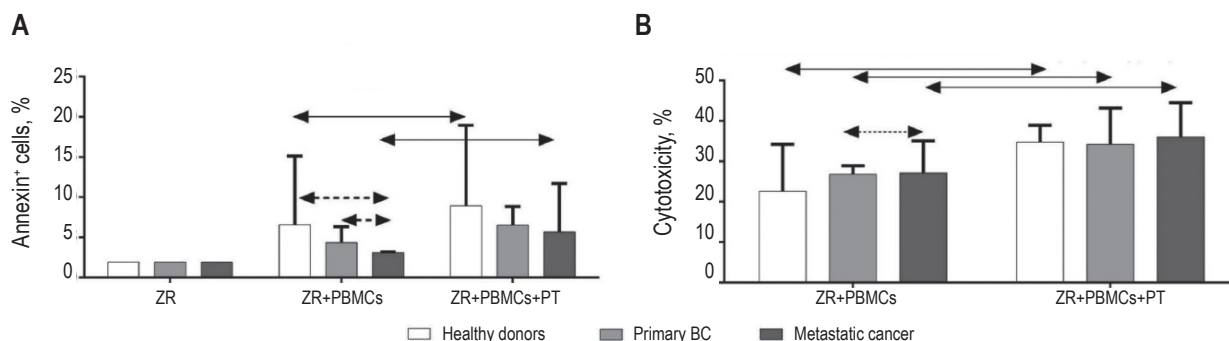 A
Annexin⁺ cells, %
25
20
15
10
5
0
ZR
ZR+PBMCs
ZR+PBMCs+PT
B
Cytotoxicity, %
50
40
30
20
10
0
ZR+PBMCs
ZR+PBMCs+PT
Healthy donors
Primary BC
Metastatic cancer